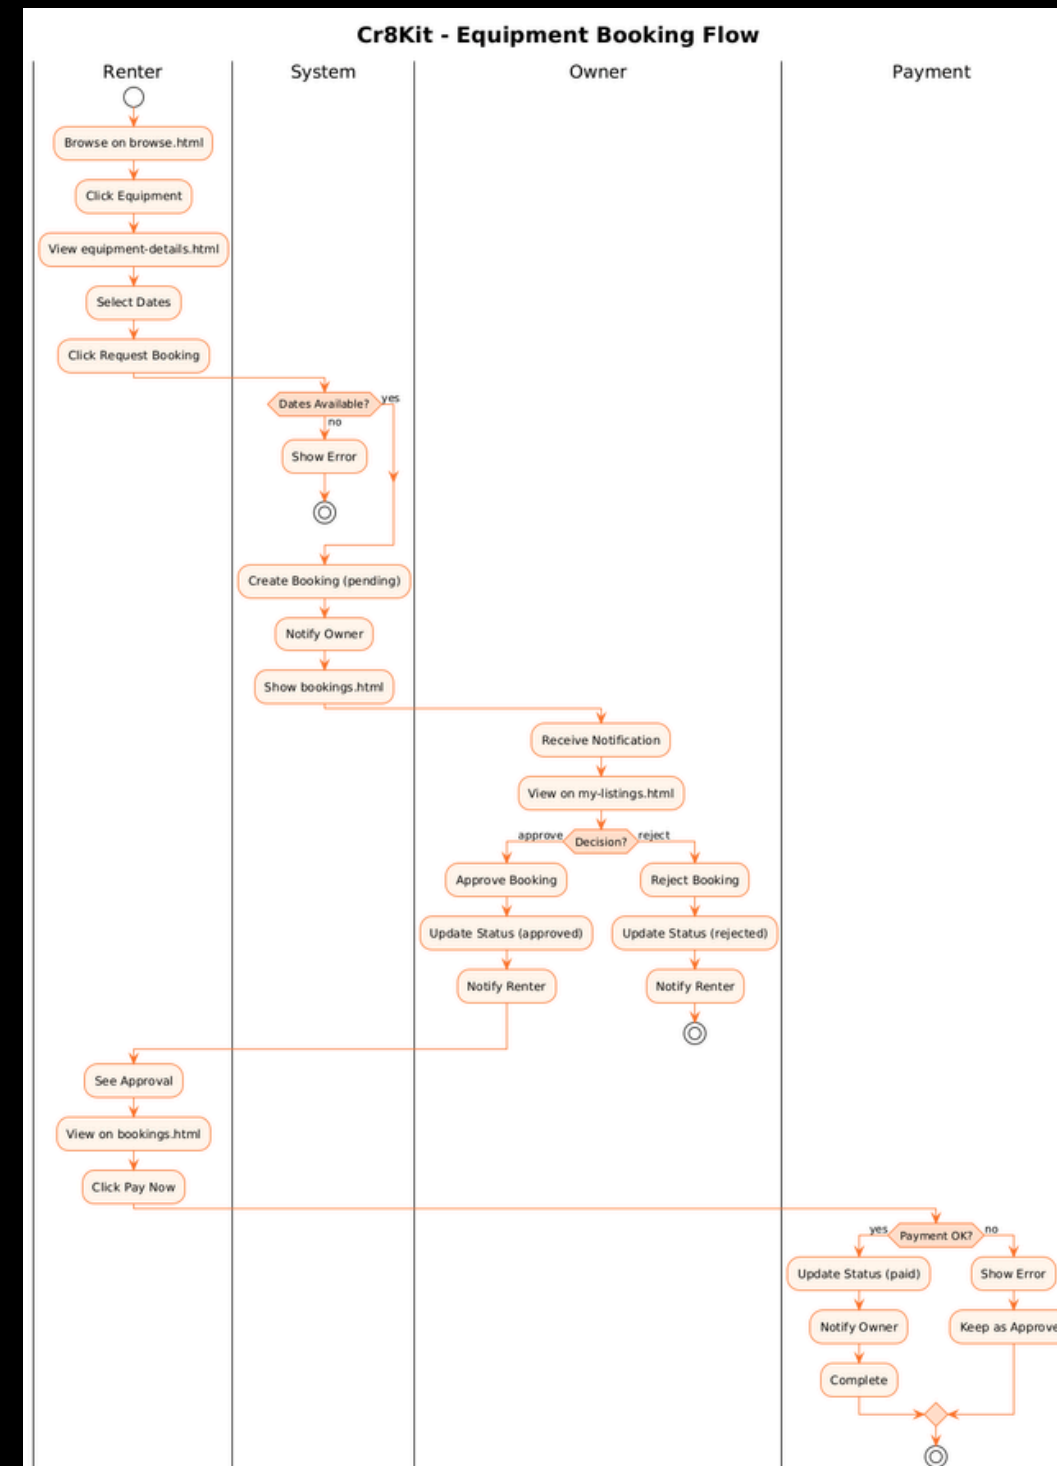 Cr8Kit - Equipment Booking Flow
Renter
System
Owner
Payment
Browse on browse.html
Click Equipment
View equipment-details.html
Select Dates
Click Request Booking
Dates Available?
yes
no
Show Error
Create Booking (pending)
Notify Owner
Show bookings.html
Receive Notification
View on my-listings.html
approve
Decision?
reject
Approve Booking
Reject Booking
Update Status (approved)
Update Status (rejected)
Notify Renter
Notify Renter
See Approval
View on bookings.html
Click Pay Now
yes
Payment OK?
no
Update Status (paid)
Show Error
Notify Owner
Keep as Approve
Complete